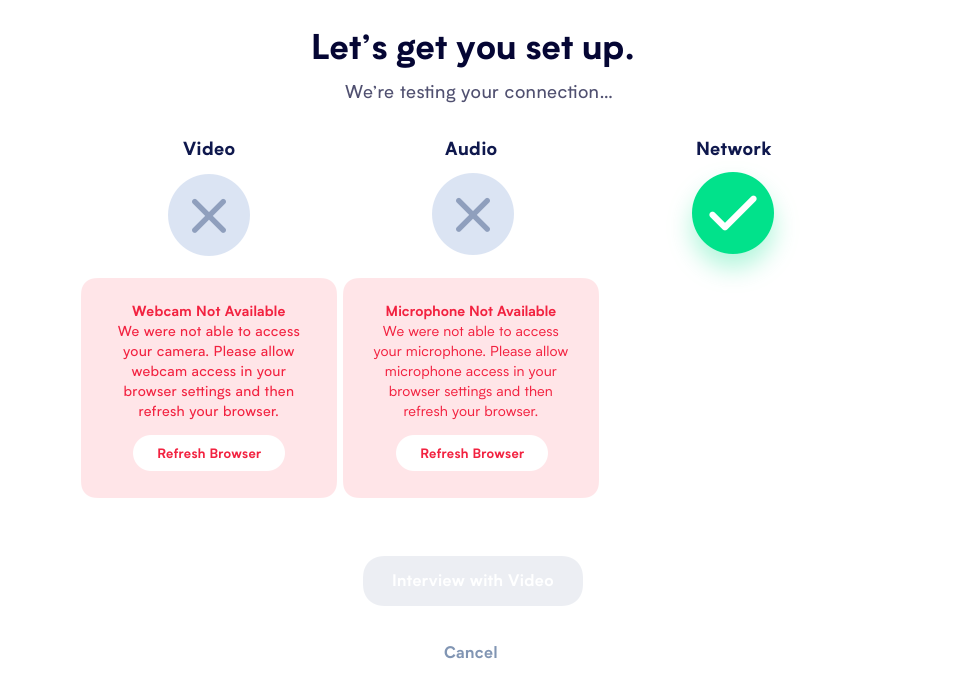 Let’s get you set up.
We’re testing your connection...
Video
Audio
Network
Webcam Not Available
We were not able to access
your camera. Please allow
webcam access in your
browser settings and then
refresh your browser.
Refresh Browser
Microphone Not Available
We were not able to access
your microphone. Please allow
microphone access in your
browser settings and then
refresh your browser.
Refresh Browser
Interview with Video
Cancel